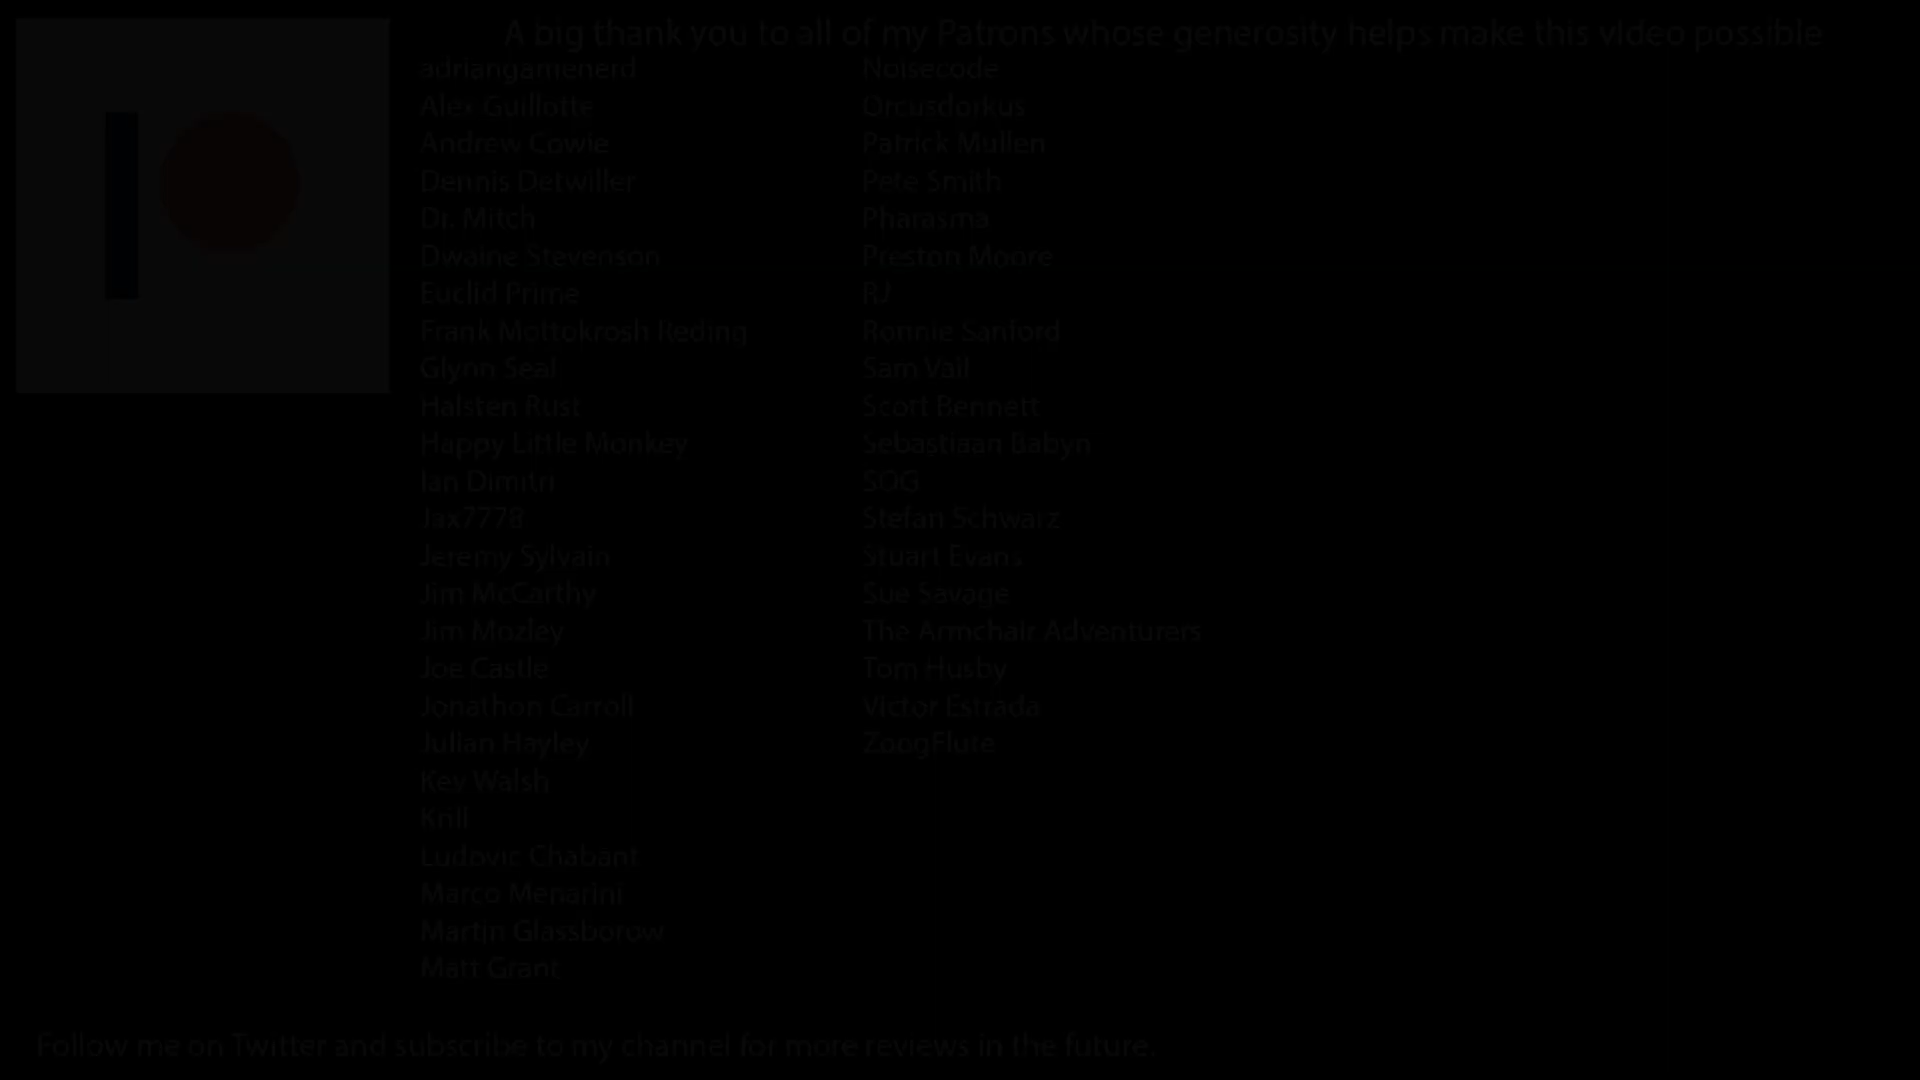 A big thank you to all of my Patrons whose generosity helps make this video possible
adriangamenerd
Alex Guillotte
Andrew Cowie
Dennis Detwiller
Dr. Mitch
Dwaine Stevenson
Euclid Prime
Frank Mottokrosh Reding
Glynn Seal
Halsten Rust
Happy Little Monkey
Ian Dimitri
Jax7778
Jeremy Sylvain
Jim McCarthy
Jim Mozley
Joe Castle
Jonathon Carroll
Julian Hayley
Kev Walsh
Krill
Ludovic Chabant
Marco Menarini
Martin Glassborow
Matt Grant
Noisecode
Orcusdorkus
Patrick Mullen
Pete Smith
Pharasma
Preston Moore
RJ
Ronnie Sanford
Sam Vail
Scott Bennett
Sebastiaan Babyn
SOG
Stefan Schwarz
Stuart Evans
Sue Savage
The Armchair Adventurers
Tom Husby
Victor Estrada
ZongFlute
Follow me on Twitter and subscribe to my channel for more reviews in the future.